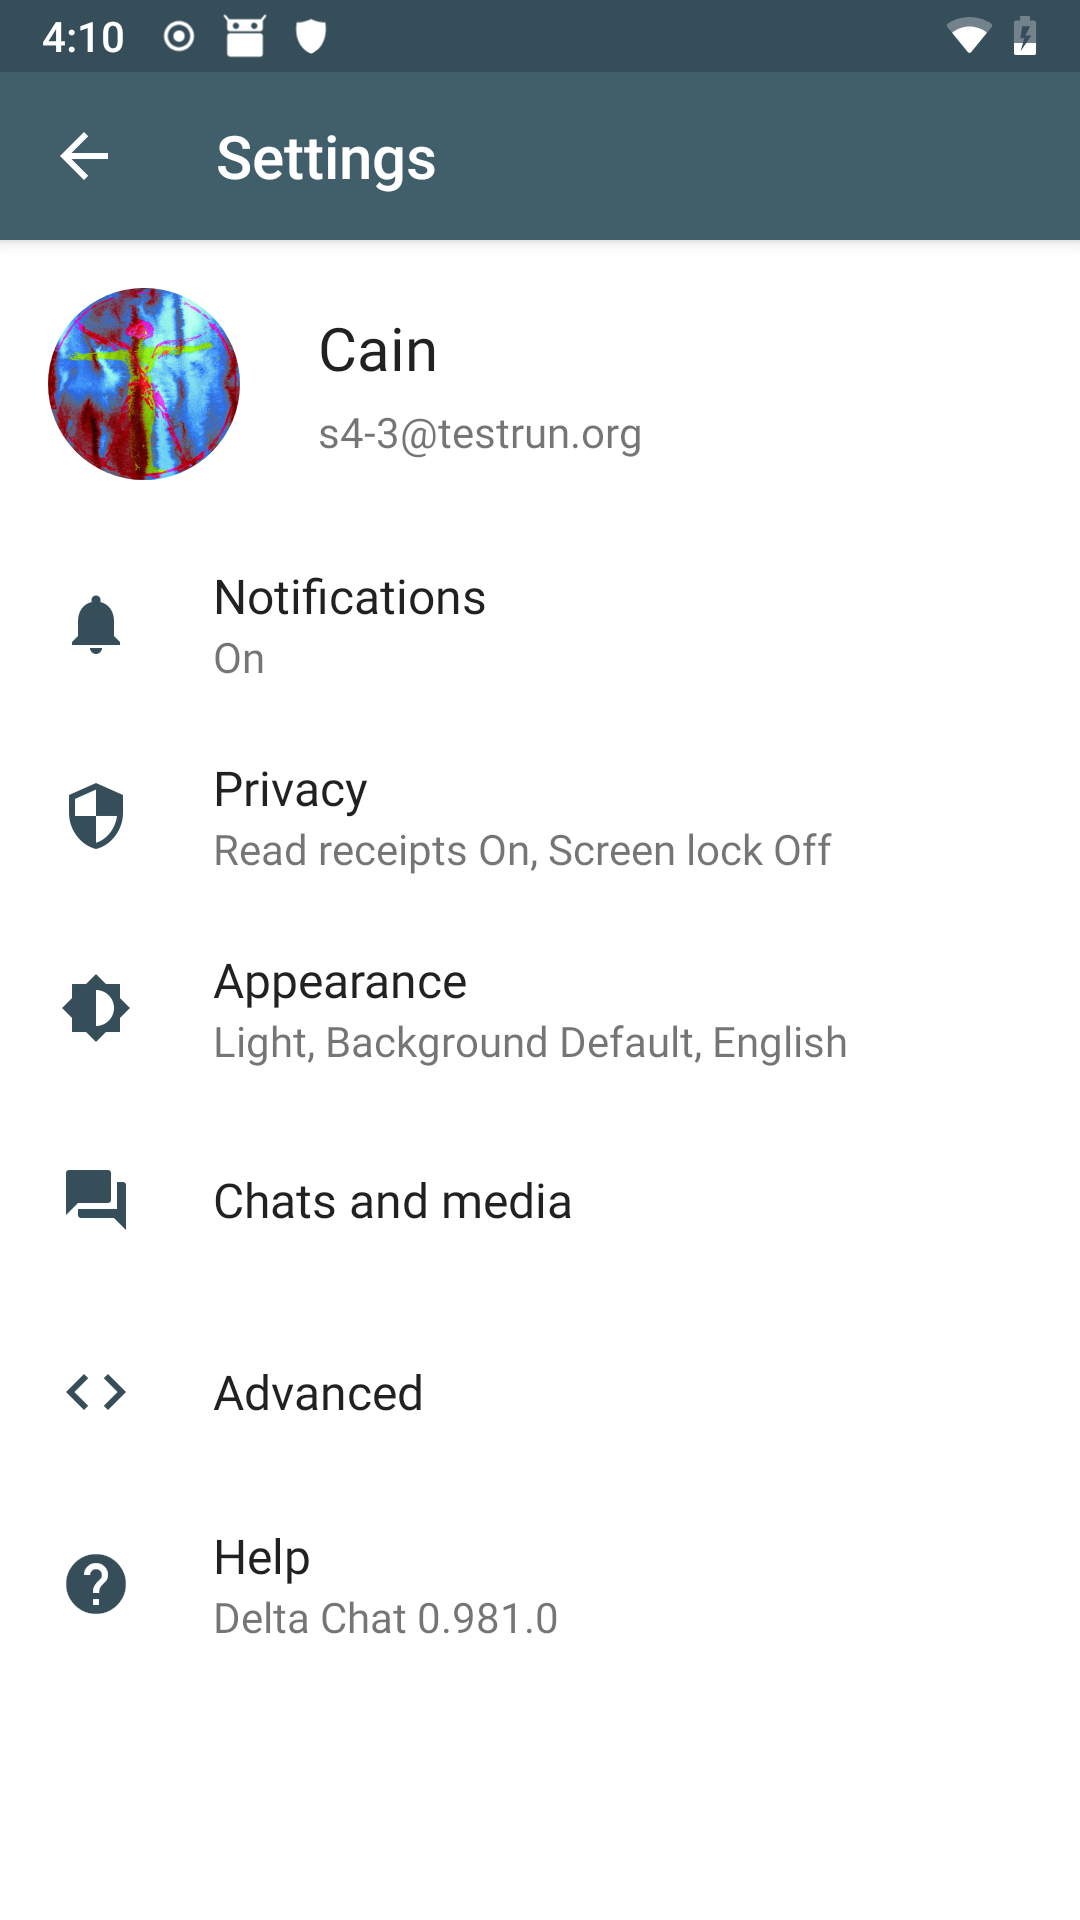 4:10
Settings
Cain
s4-3@testrun.org
Notifications
On
Privacy
Read receipts On, Screen lock Off
Appearance
Light, Background Default, English
Chats and media
Advanced
Help
Delta Chat 0.981.0